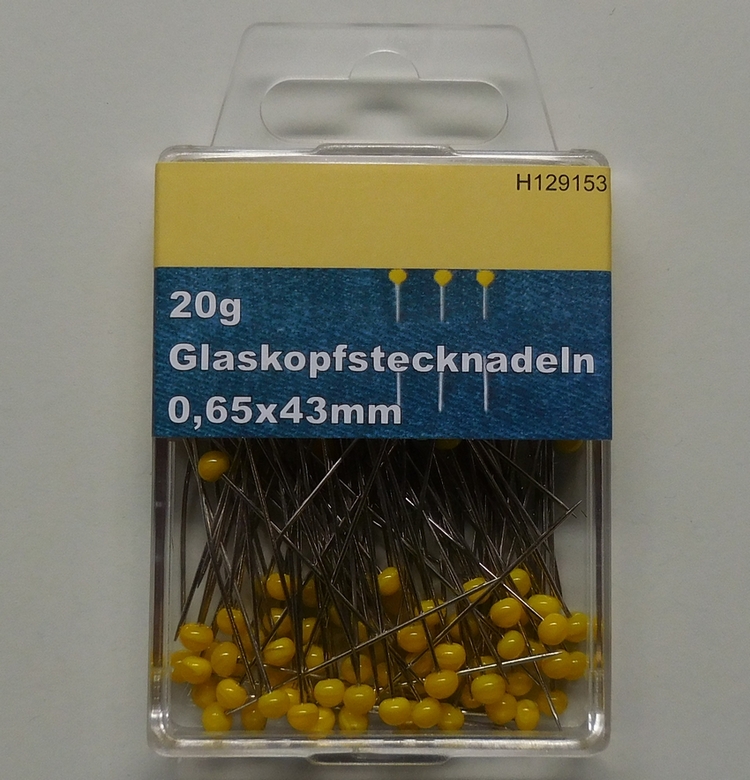 H129153
20g
Glaskopfstecknadeln
0,65x43mm